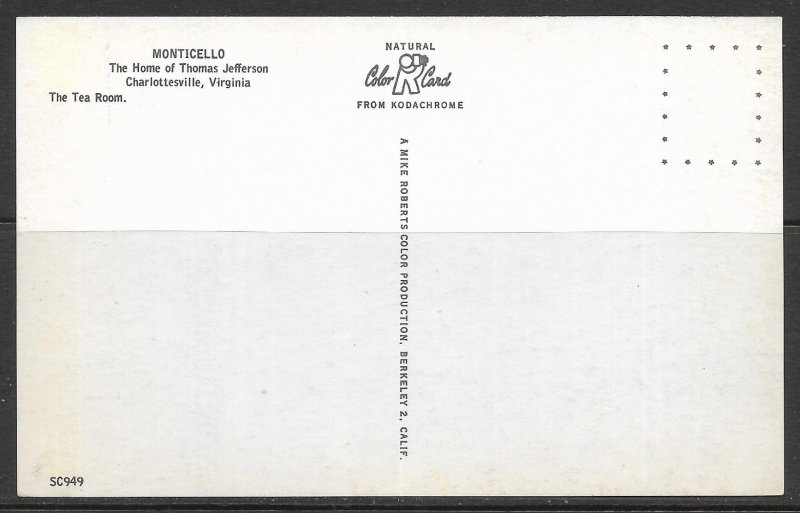 MONTICELLO
The Home of Thomas Jefferson
Charlottesville, Virginia
The Tea Room.
NATURAL
Color Card
FROM KODACHROME
A MIKE ROBERTS COLOR PRODUCTION, BERKELEY 2, CALIF.
SC949